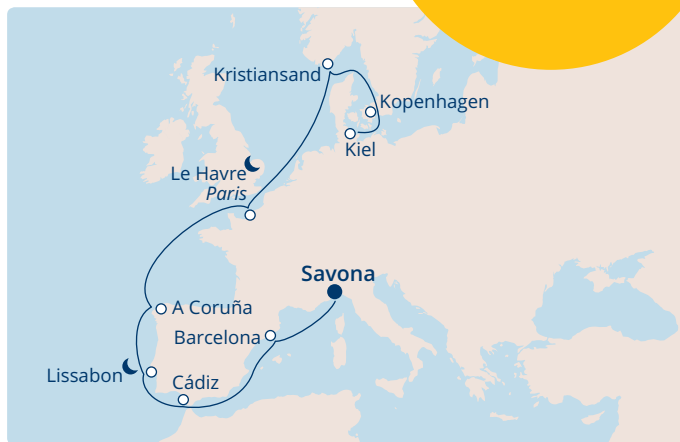 Kristiansand
Kopenhagen
Kiel
Le Havre
Paris
Savona
A Coruña
Barcelona
Lissabon
Cádiz